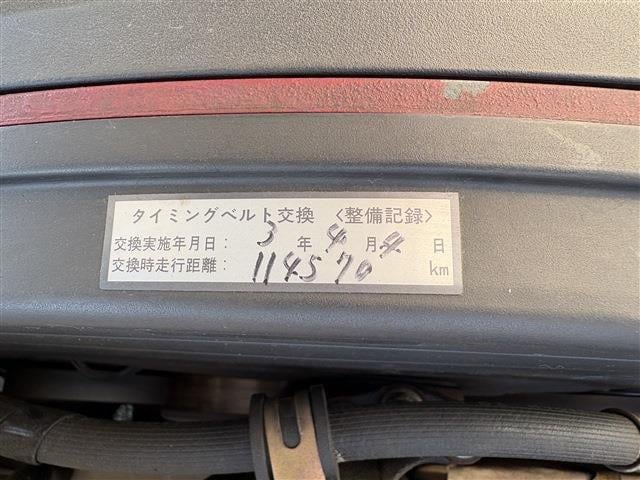 タイミングベルト交換 〈整備記録〉
交換実施年月日： 3 年 4 月 4 日
交換時走行距離： 114570 km